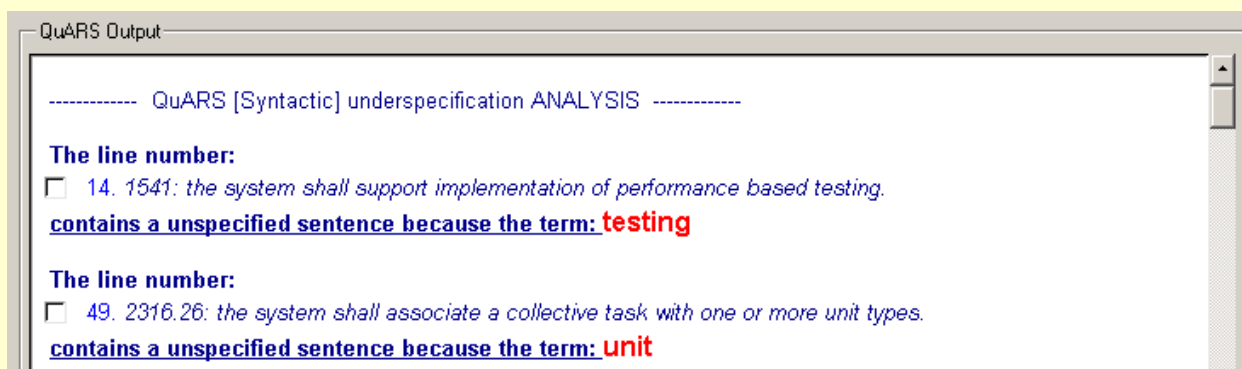 QuARS Output
------------- QuARS [Syntactic] underspecification ANALYSIS -------------
The line number:
14. 1541: the system shall support implementation of performance based testing.
contains a unspecified sentence because the term: testing
The line number:
49. 2316.26: the system shall associate a collective task with one or more unit types.
contains a unspecified sentence because the term: unit